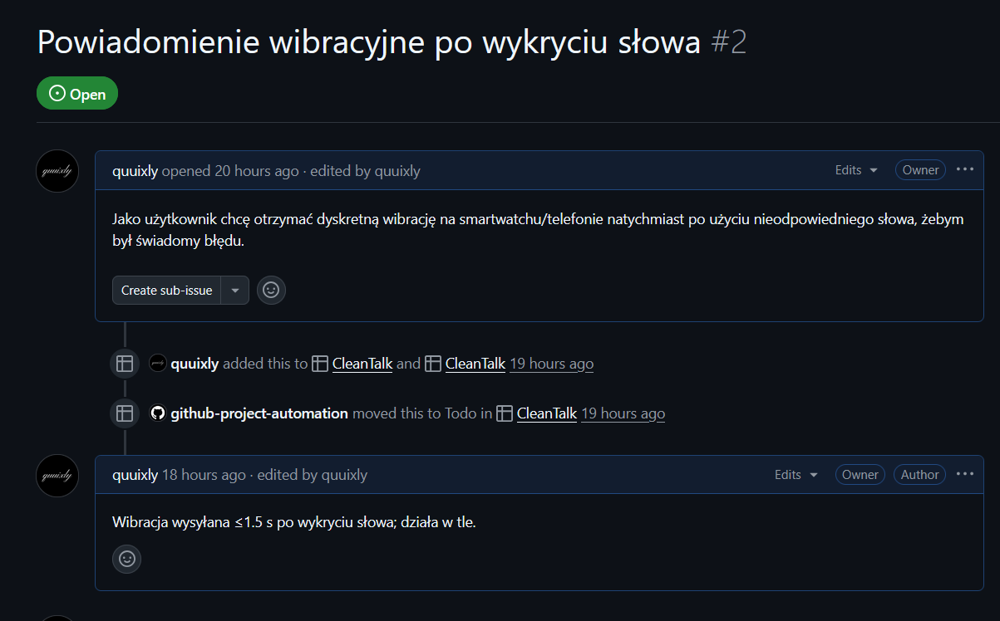 Powiadomienie wibracyjne po wykryciu słowa #2
Open
quuixly
quuixly opened 20 hours ago · edited by quuixly Edits Owner
Jako użytkownik chcę otrzymać dyskretną wibrację na smartwatchu/telefonie natychmiast po użyciu nieodpowiedniego słowa, żebym
był świadomy błędu.
Create sub-issue
quuixly added this to CleanTalk and CleanTalk 19 hours ago
github-project-automation moved this to Todo in CleanTalk 19 hours ago
quuixly
quuixly 18 hours ago · edited by quuixly Edits Owner Author
Wibracja wysyłana ≤1.5 s po wykryciu słowa; działa w tle.